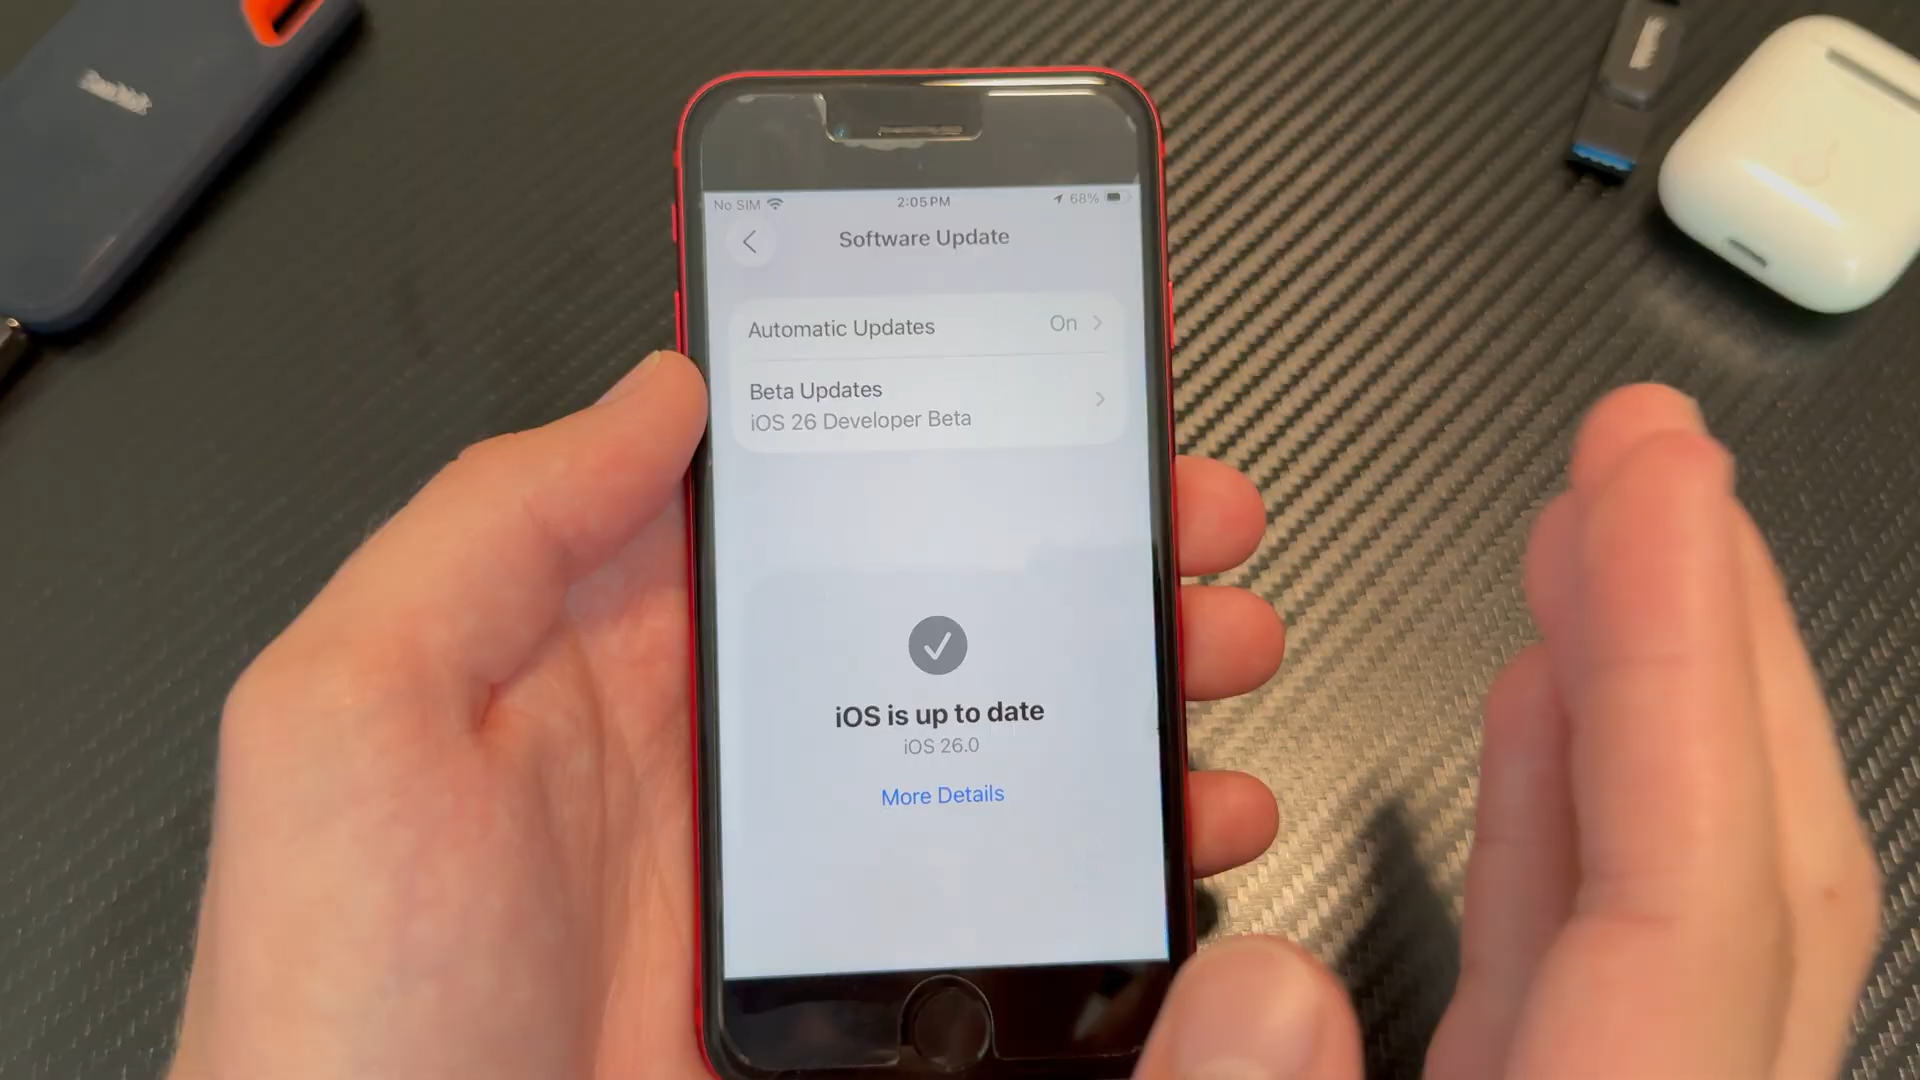 No SIM 2:05 PM 68%
Software Update
Automatic Updates On
Beta Updates
iOS 26 Developer Beta
iOS is up to date
iOS 26.0
More Details